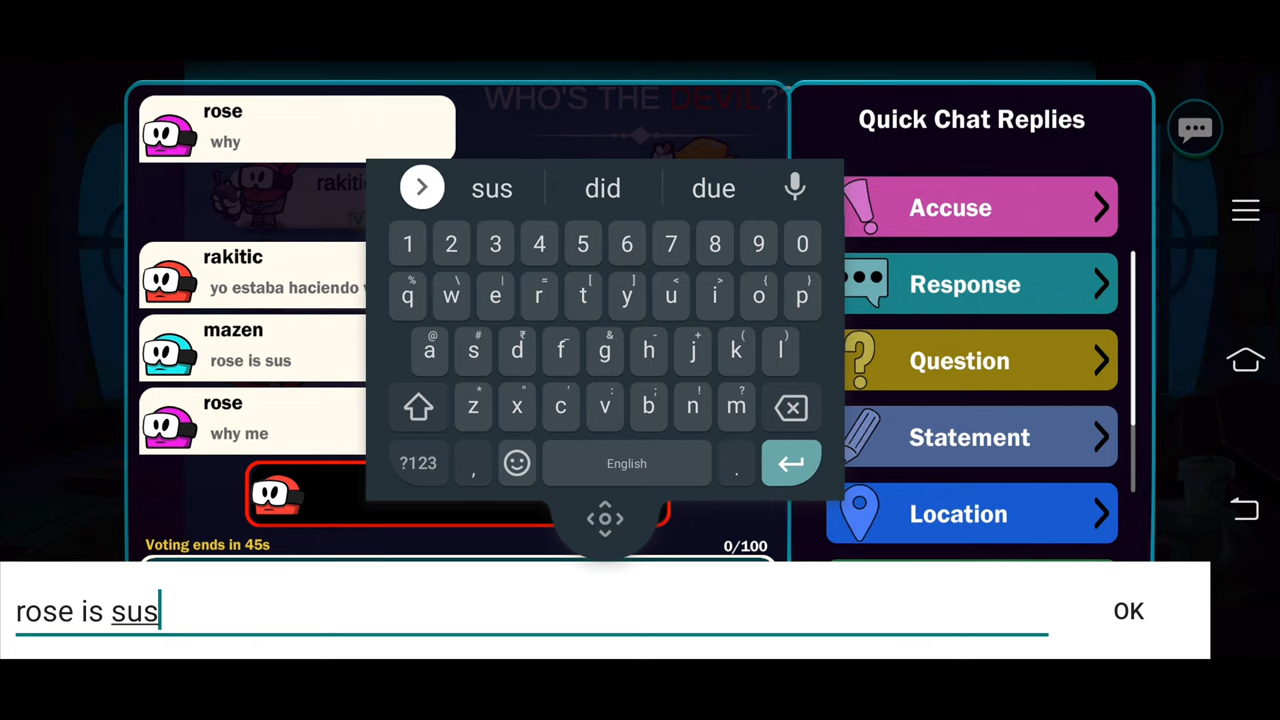 WHO'S THE DEVIL?
rose
why
rakitic
rakitic
yo estaba haciendo
mazen
rose is sus
rose
why me
Voting ends in 45s
0/100
Quick Chat Replies
Accuse
Response
Question
Statement
Location
sus did due
1 2 3 4 5 6 7 8 9 0
% \ | = [ ] < > { }
q w e r t y u i o p
@ # ₹ _ & - + ( )
a s d f g h j k l
* " ' : ; ! ?
z x c v b n m
?123 , English .
rose is sus
OK